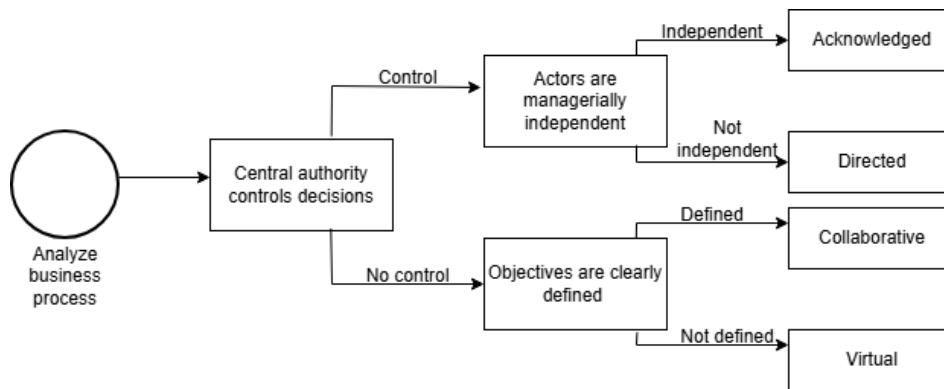 Analyze
business
process
Central authority
controls decisions
Control
No control
Actors are
managerially
independent
Objectives are clearly
defined
Independent
Not
independent
Defined
Not defined
Acknowledged
Directed
Collaborative
Virtual